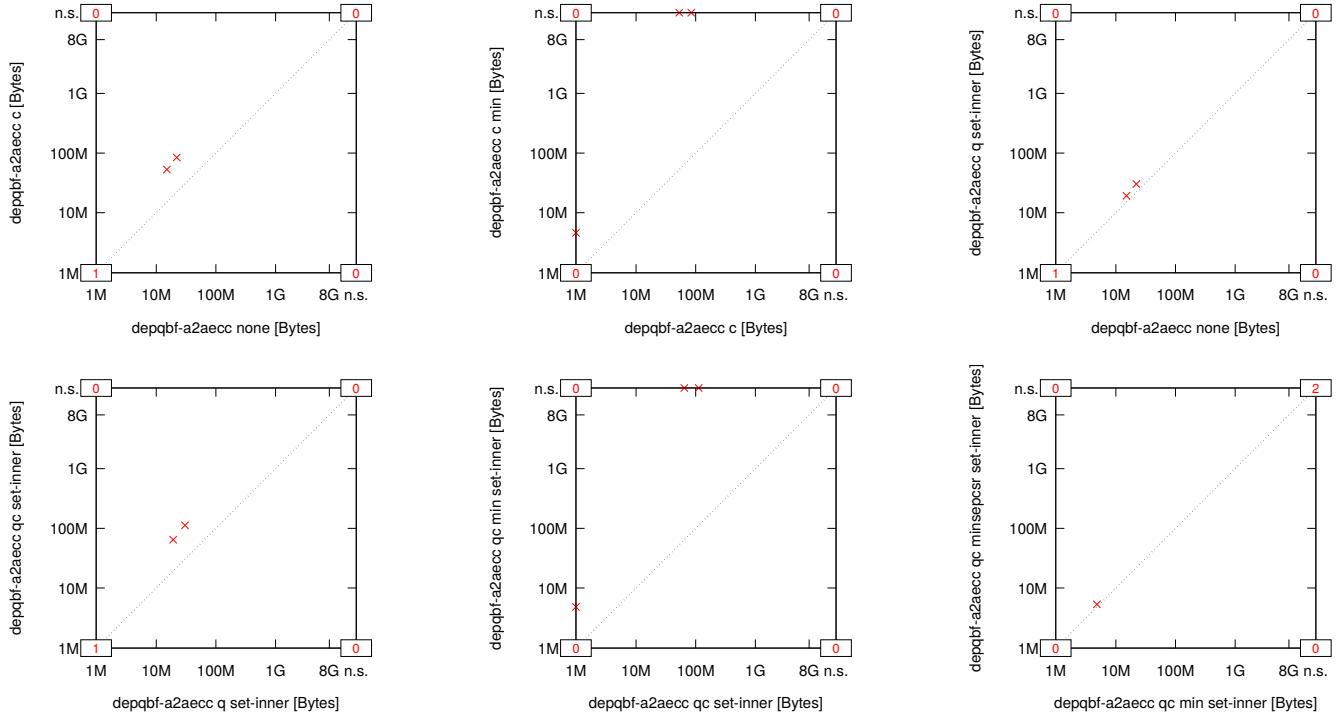 n.s. 0 0
8G
1G
100M
10M
1M 1 0
1M 10M 100M 1G 8G n.s.
depqbf-a2aecc none [Bytes]
depqbf-a2aecc c [Bytes]
n.s. 0 0
8G
1G
100M
10M
1M 0 0
1M 10M 100M 1G 8G n.s.
depqbf-a2aecc c [Bytes]
depqbf-a2aecc c min [Bytes]
n.s. 0 0
8G
1G
100M
10M
1M 1 0
1M 10M 100M 1G 8G n.s.
depqbf-a2aecc none [Bytes]
depqbf-a2aecc q set-inner [Bytes]
n.s. 0 0
8G
1G
100M
10M
1M 1 0
1M 10M 100M 1G 8G n.s.
depqbf-a2aecc q set-inner [Bytes]
depqbf-a2aecc qc set-inner [Bytes]
n.s. 0 0
8G
1G
100M
10M
1M 0 0
1M 10M 100M 1G 8G n.s.
depqbf-a2aecc qc set-inner [Bytes]
depqbf-a2aecc qc min set-inner [Bytes]
n.s. 0 2
8G
1G
100M
10M
1M 0 0
1M 10M 100M 1G 8G n.s.
depqbf-a2aecc qc min set-inner [Bytes]
depqbf-a2aecc qc minsepcsr set-inner [Bytes]